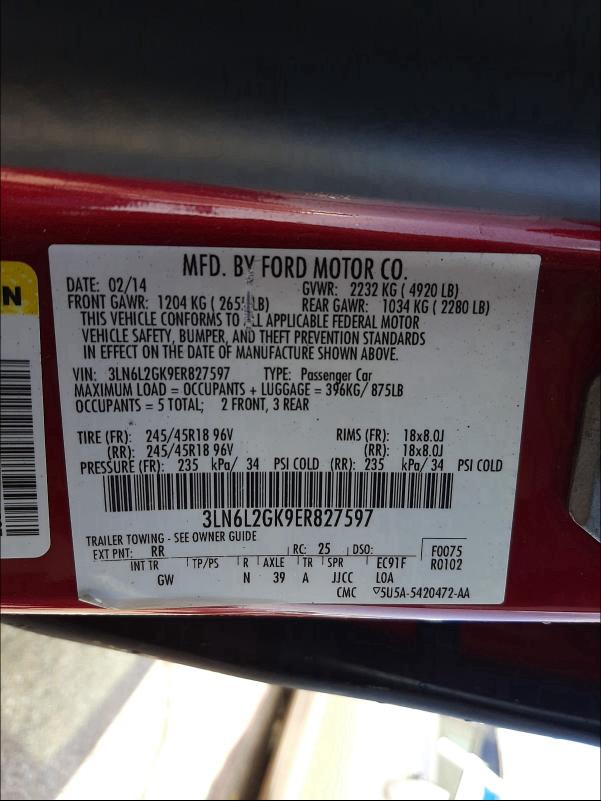 N
MFD. BY FORD MOTOR CO.
DATE: 02/14 GVWR: 2232 KG ( 4920 LB)
FRONT GAWR: 1204 KG ( 265 LB) REAR GAWR: 1034 KG ( 2280 LB)
THIS VEHICLE CONFORMS TO ALL APPLICABLE FEDERAL MOTOR
VEHICLE SAFETY, BUMPER, AND THEFT PREVENTION STANDARDS
IN EFFECT ON THE DATE OF MANUFACTURE SHOWN ABOVE.
VIN: 3LN6L2GK9ER827597 TYPE: Passenger Car
MAXIMUM LOAD = OCCUPANTS + LUGGAGE = 396KG/ 875LB
OCCUPANTS = 5 TOTAL; 2 FRONT, 3 REAR
TIRE (FR): 245/45R18 96V RIMS (FR): 18x8.0J
(RR): 245/45R18 96V (RR): 18x8.0J
PRESSURE (FR): 235 kPa/ 34 PSI COLD (RR): 235 kPa/ 34 PSI COLD
3LN6L2GK9ER827597
TRAILER TOWING - SEE OWNER GUIDE
EXT PNT: RR RC: 25 DSO: F0075
INT TR TP/PS R AXLE TR SPR EC91F R0102
GW N 39 A JJCC LOA
CMC ▽5U5A-5420472-AA